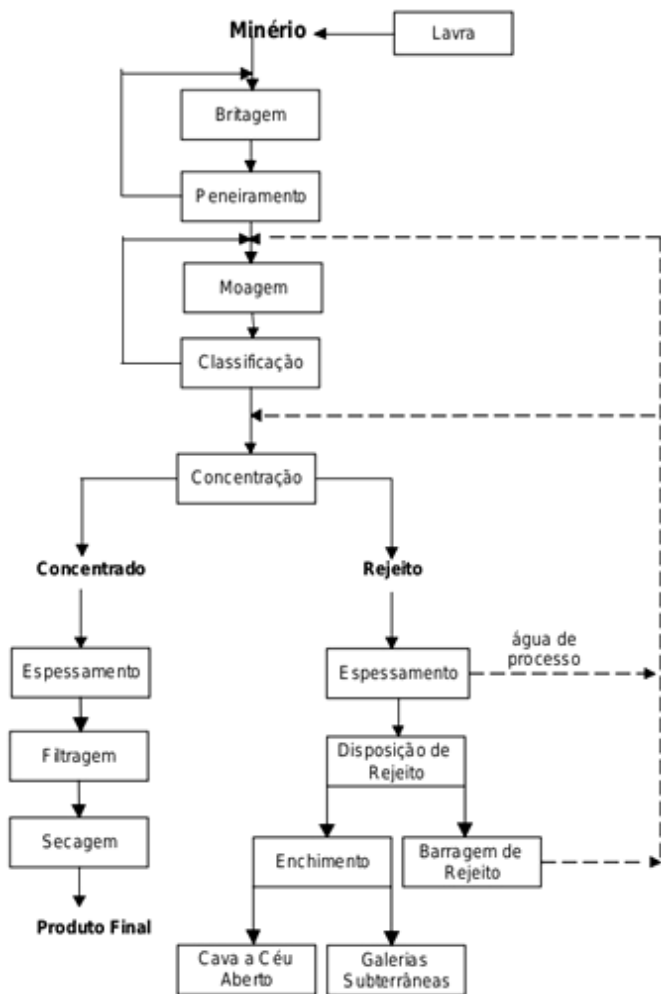 Minério
Lavra
Britagem
Peneiramento
Moagem
Classificação
Concentração
Concentrado
Rejeito
Espessamento
Espessamento
água de
processo
Filtragem
Disposição de
Rejeito
Secagem
Enchimento
Barragem de
Rejeito
Produto Final
Cava a Céu
Aberto
Galerias
Subterrâneas